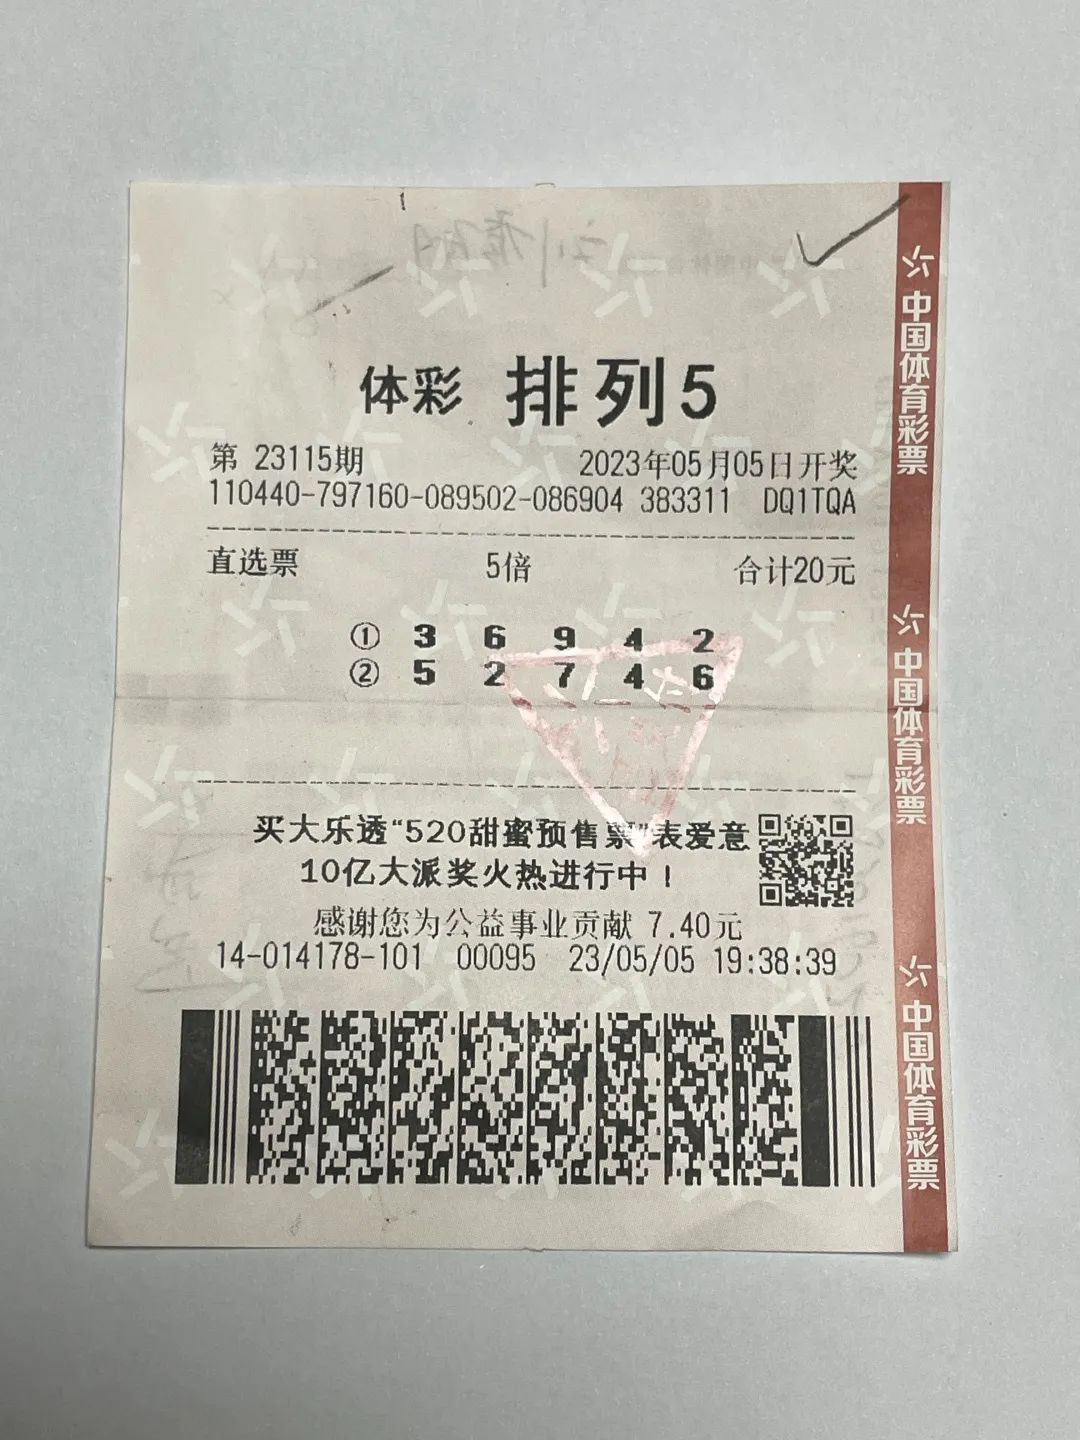 体彩 排列5
第 23115期 2023年05月05日开奖
110440-797160-089502-086904 383311 DQ1TQA
直选票 5倍 合计20元
① 3 6 9 4 2
② 5 2 7 4 6
买大乐透“520甜蜜预售票”表爱意
10亿大派奖火热进行中！
感谢您为公益事业贡献 7.40元
14-014178-101 00095 23/05/05 19:38:39
中国体育彩票
中国体育彩票
中国体育彩票